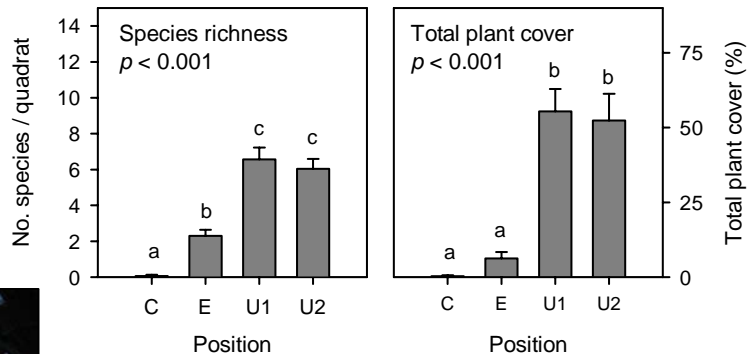 Species richness
p < 0.001
No. species / quadrat
14
12
10
8
6
4
2
0
a
b
c
c
C E U1 U2
Position
Total plant cover
p < 0.001
a
a
b
b
75
50
25
0
Total plant cover (%)
C E U1 U2
Position